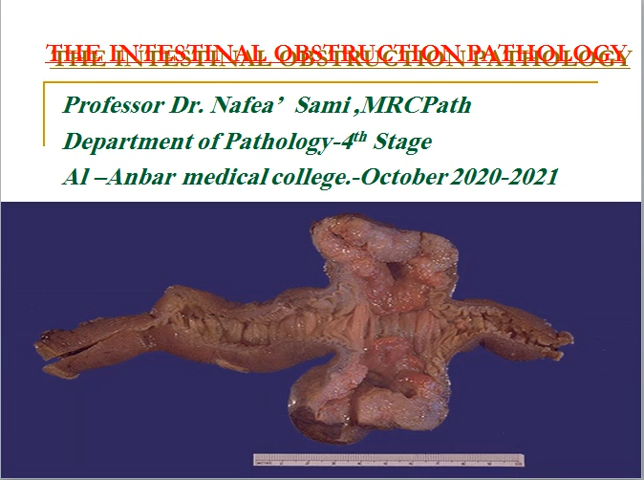 THE INTESTINAL OBSTRUCTION PATHOLOGY
Professor Dr. Nafea’ Sami ,MRCPath
Department of Pathology-4th Stage
Al –Anbar medical college.-October 2020-2021